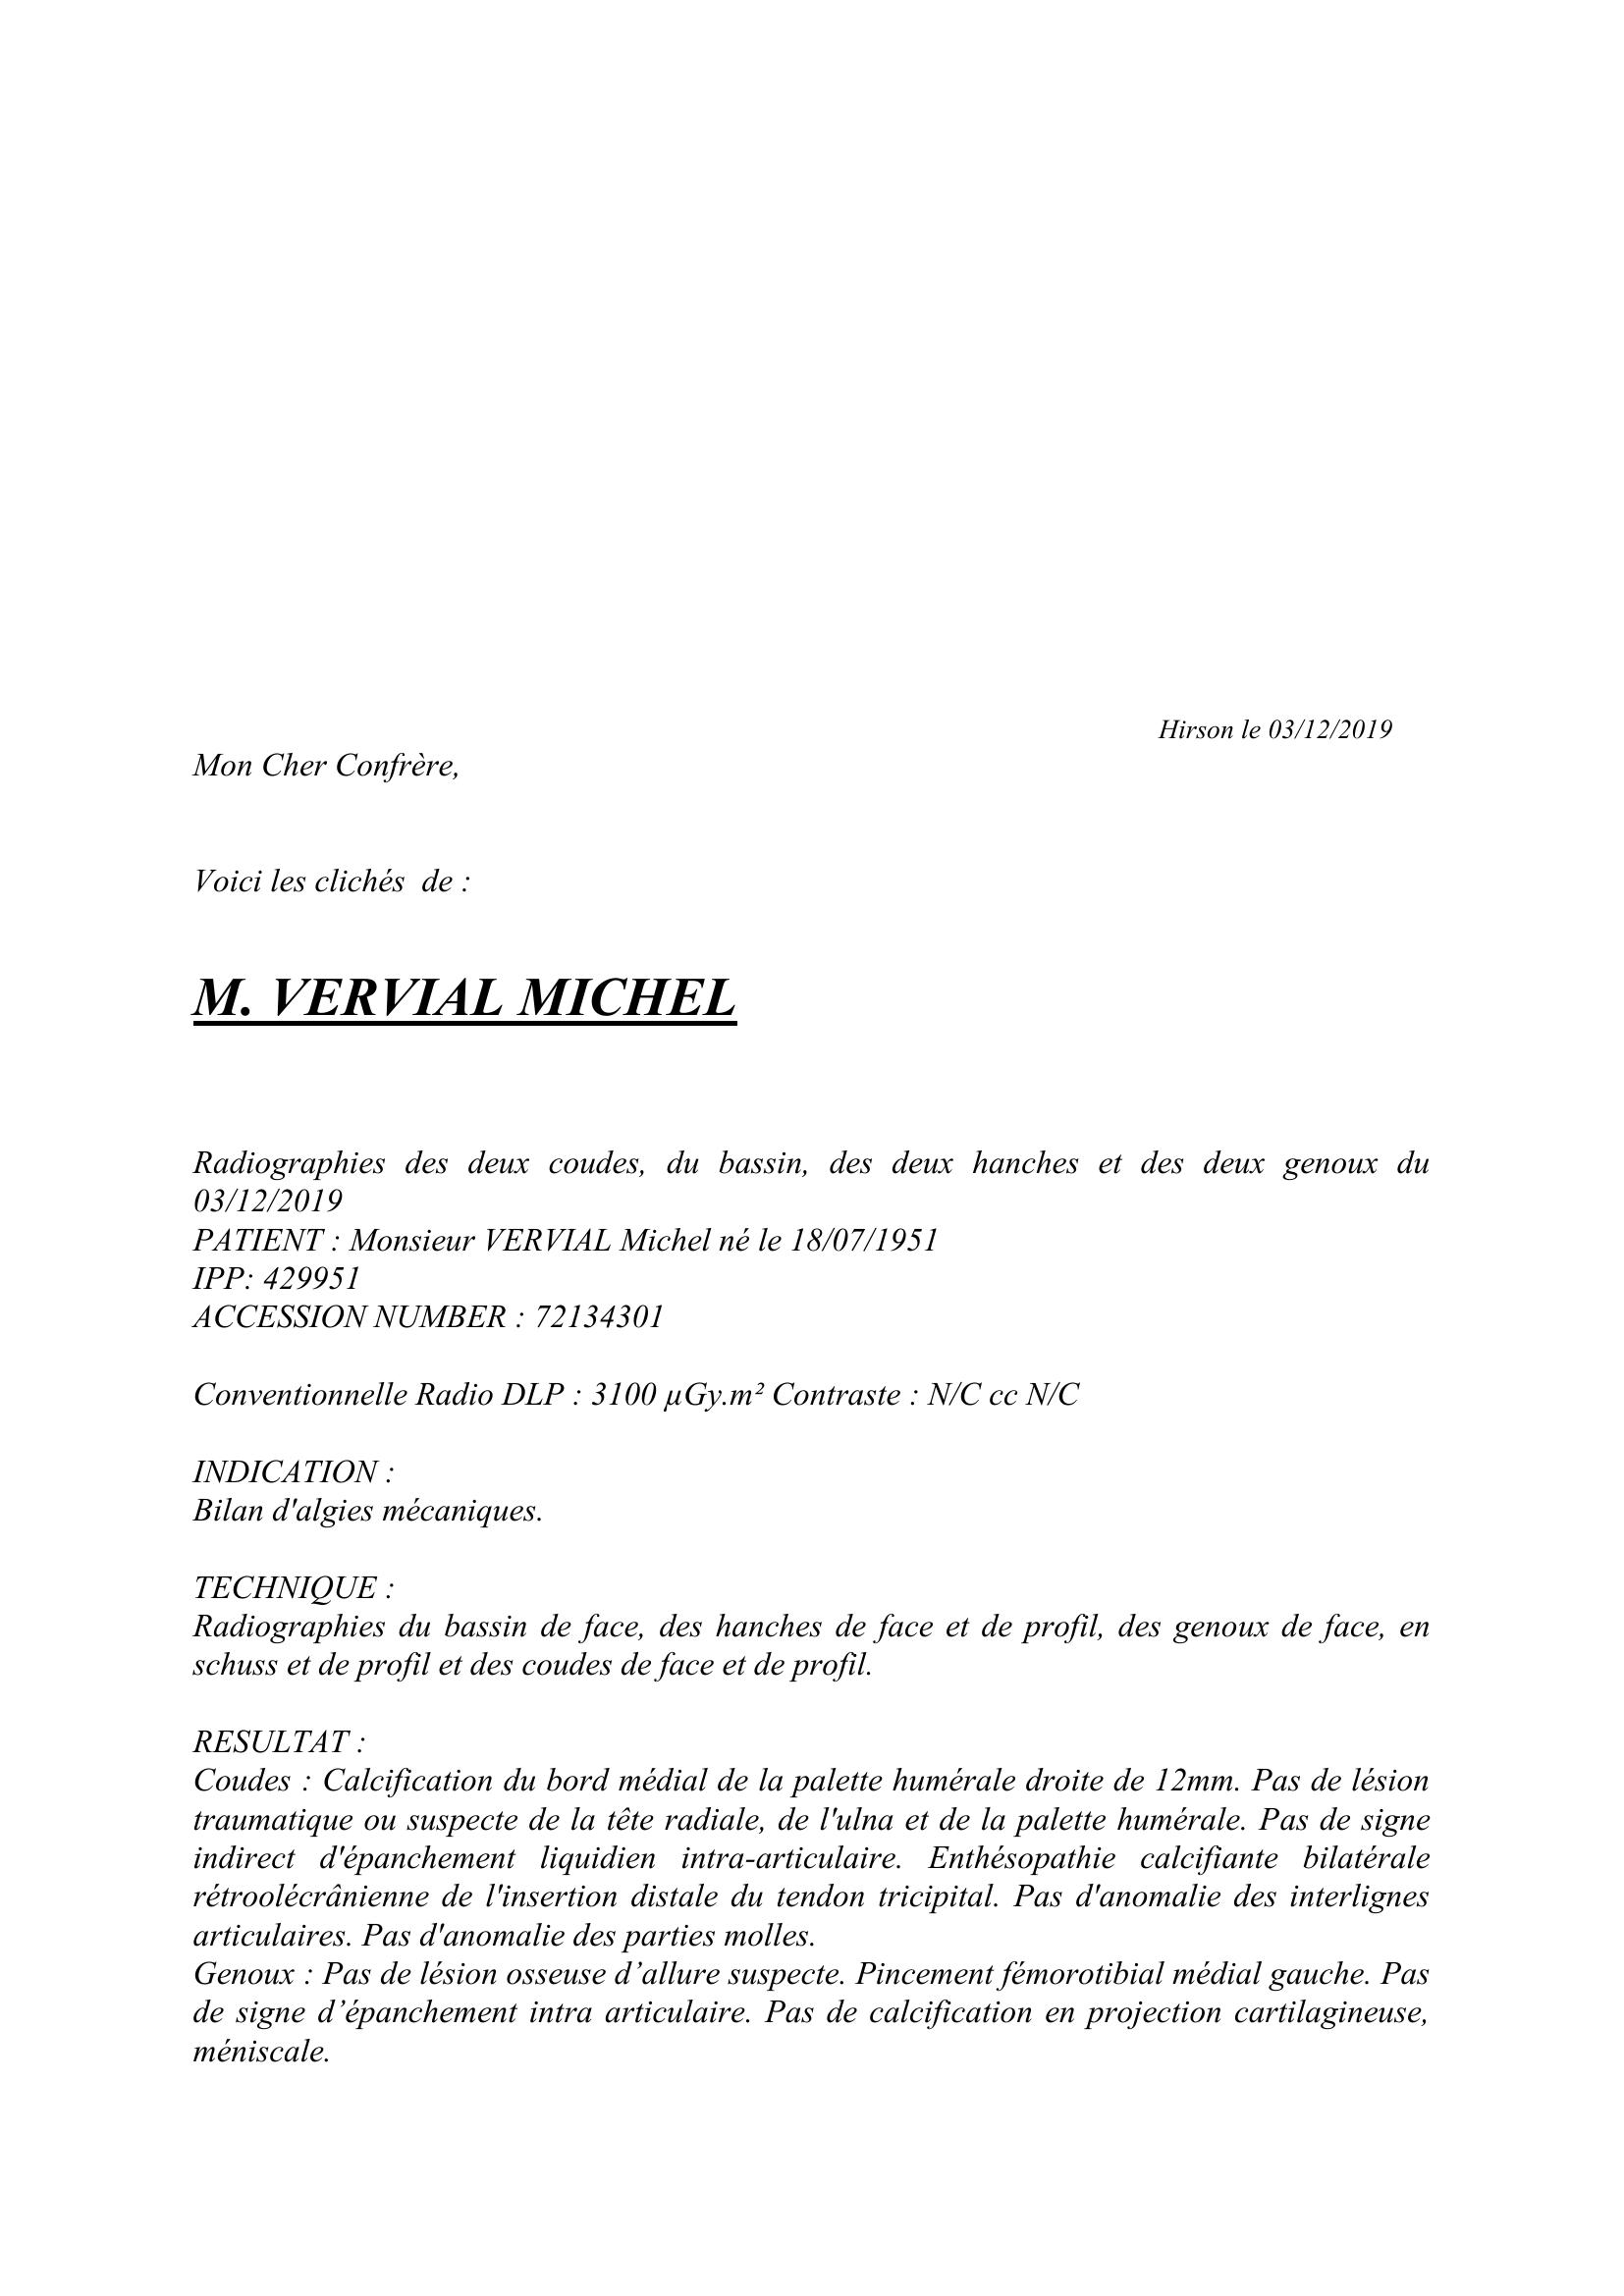 Hirson le 03/12/2019
Mon Cher Confrère,
Voici les clichés  de :
M. VERVIAL MICHEL
Radiographies des deux coudes, du bassin, des deux hanches et des deux genoux du
03/12/2019
PATIENT : Monsieur VERVIAL Michel né le 18/07/1951
IPP: 429951
ACCESSION NUMBER : 72134301
Conventionnelle Radio DLP : 3100 µGy.m² Contraste : N/C cc N/C
INDICATION :
Bilan d'algies mécaniques.
TECHNIQUE :
Radiographies du bassin de face, des hanches de face et de profil, des genoux de face, en
schuss et de profil et des coudes de face et de profil.
RESULTAT :
Coudes : Calcification du bord médial de la palette humérale droite de 12mm. Pas de lésion
traumatique ou suspecte de la tête radiale, de l'ulna et de la palette humérale. Pas de signe
indirect d'épanchement liquidien intra-articulaire. Enthésopathie calcifiante bilatérale
rétroolécrânienne de l'insertion distale du tendon tricipital. Pas d'anomalie des interlignes
articulaires. Pas d'anomalie des parties molles.
Genoux : Pas de lésion osseuse d’allure suspecte. Pincement fémorotibial médial gauche. Pas
de signe d’épanchement intra articulaire. Pas de calcification en projection cartilagineuse,
méniscale.